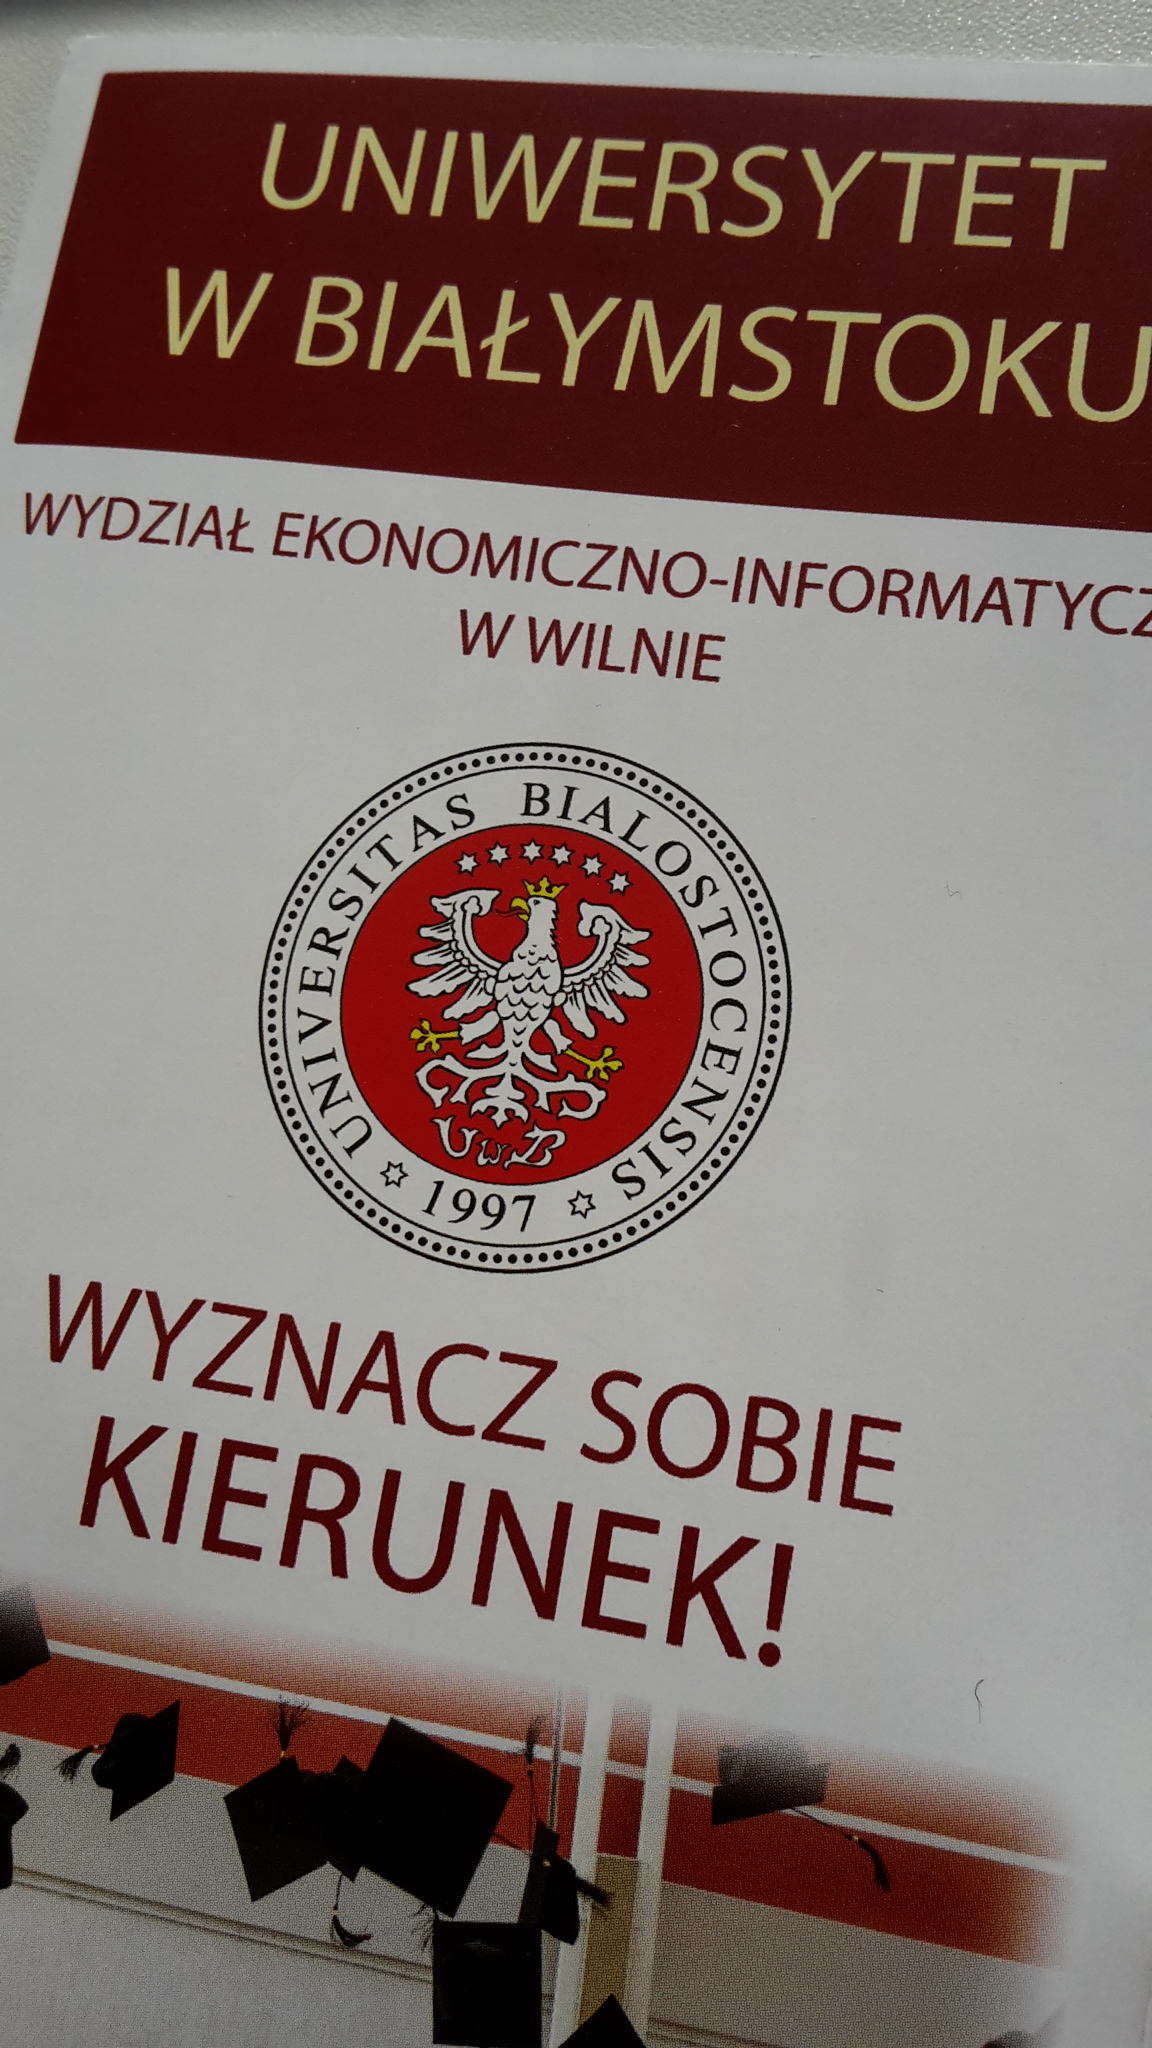 UNIWERSYTET
W BIAŁYMSTOKU
WYDZIAŁ EKONOMICZNO-INFORMATYCZ
W WILNIE
UNIVERSITAS BIALOSTOCENSIS
UwB
1997
WYZNACZ SOBIE
KIERUNEK!